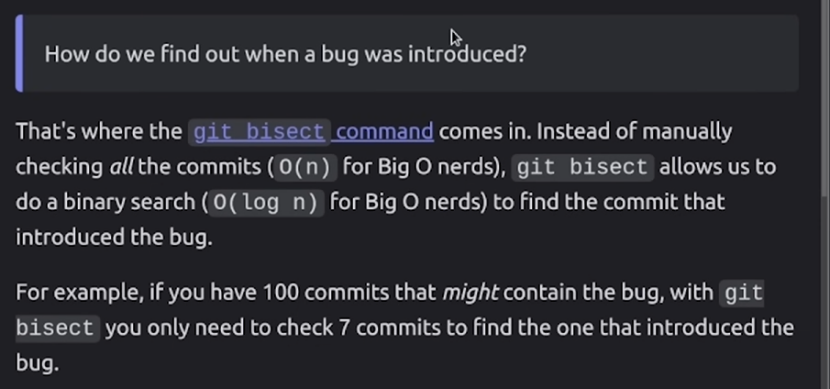 How do we find out when a bug was introduced?
That's where the git bisect command comes in. Instead of manually
checking all the commits (O(n) for Big O nerds), git bisect allows us to
do a binary search (O(log n) for Big O nerds) to find the commit that
introduced the bug.
For example, if you have 100 commits that might contain the bug, with git
bisect you only need to check 7 commits to find the one that introduced the
bug.